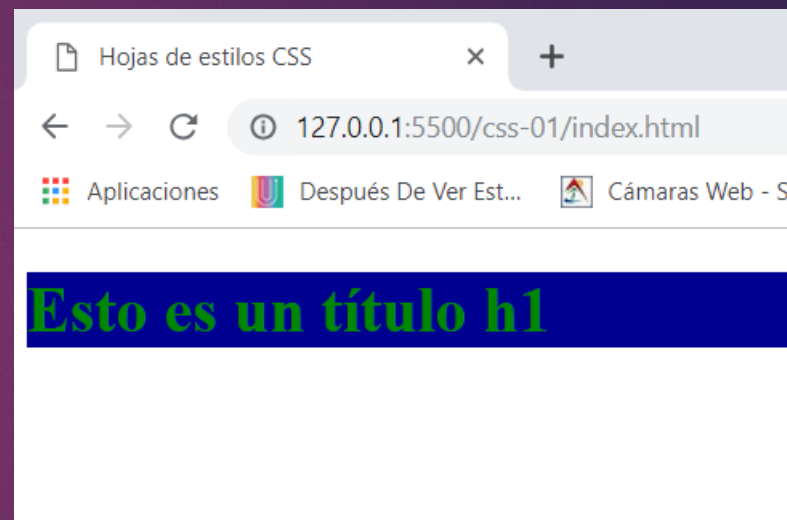 Hojas de estilos CSS
127.0.0.1:5500/css-01/index.html
Aplicaciones Después De Ver Est... Cámaras Web - S
Esto es un título h1